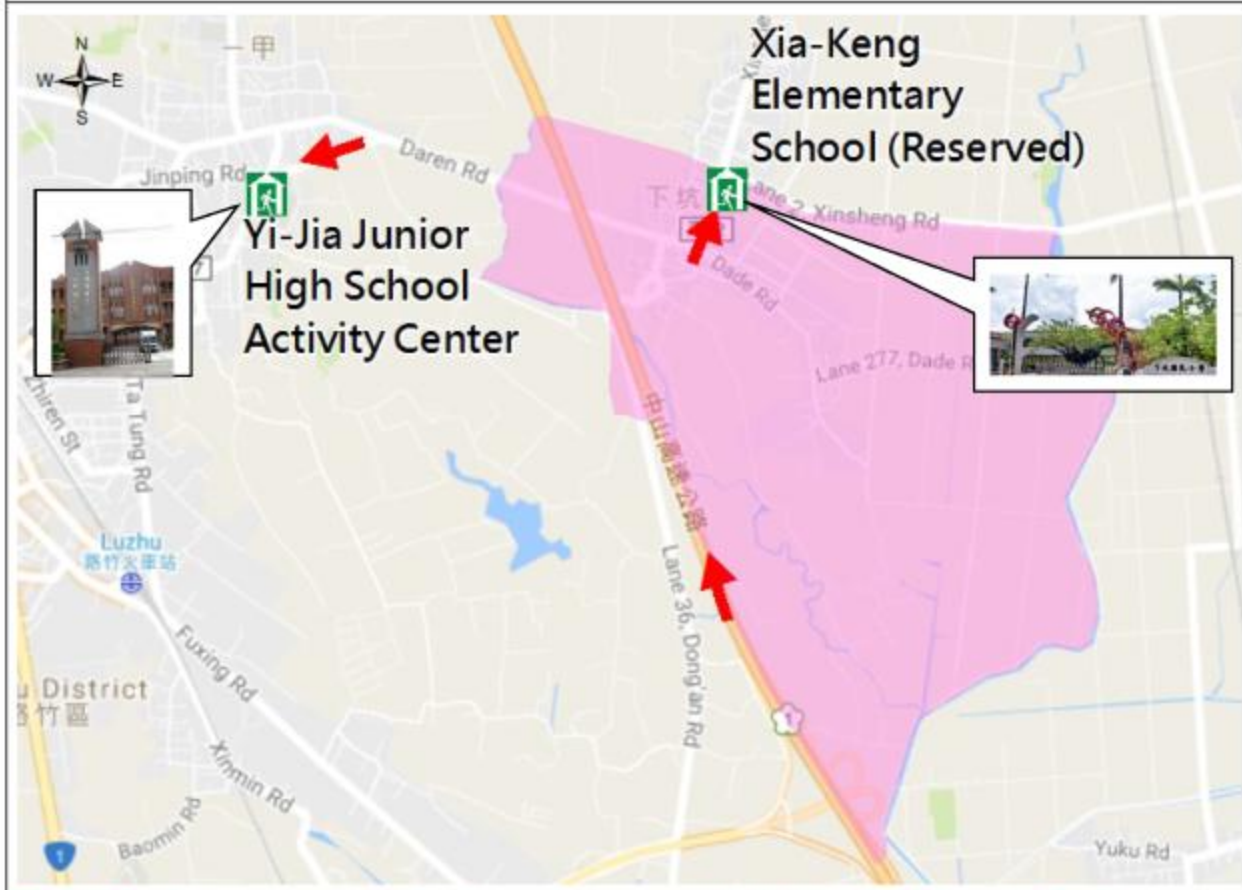 N
W E
S
一甲
Xia-Keng
Elementary
School (Reserved)
Daren Rd
Jinping Rd
下坑
Lane 2, Xinsheng Rd
Yi-Jia Junior
High School
Activity Center
7
Dade Rd
Lane 277, Dade R
中山高速公路
Zhiren St
Ta Tung Rd
Luzhu
路竹火車站
Lane 36, Dong'an Rd
Fuxing Rd
u District
路竹區
1
Xinmin Rd
Baomin Rd
1
Yuku Rd